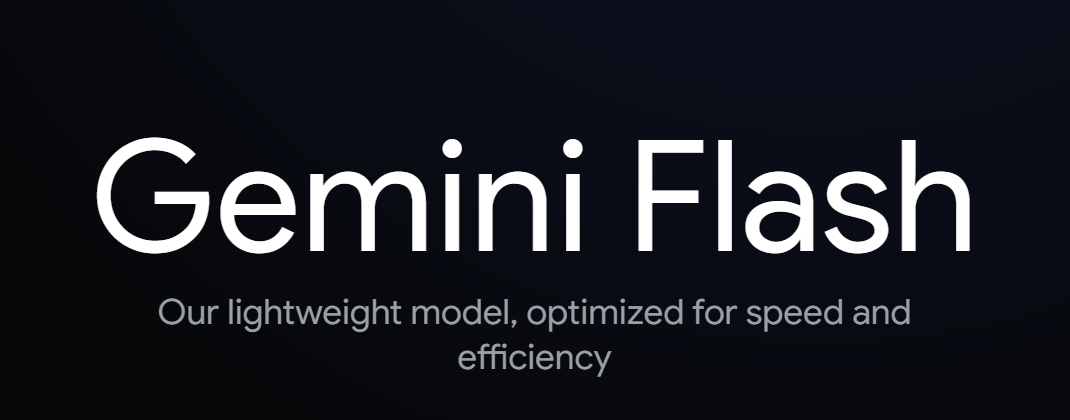 Gemini Flash
Our lightweight model, optimized for speed and
efficiency